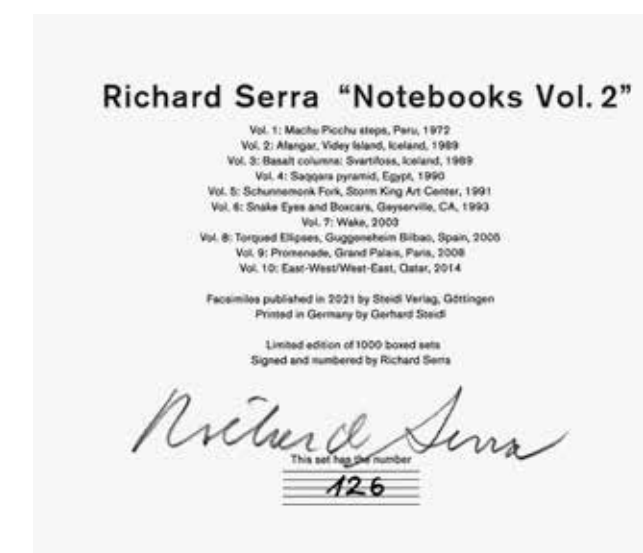 Richard Serra “Notebooks Vol. 2”
Vol. 1: Machu Picchu steps, Peru, 1972
Vol. 2: Afangar, Videy Island, Iceland, 1989
Vol. 3: Basalt columns: Svartifoss, Iceland, 1989
Vol. 4: Saqqara pyramid, Egypt, 1990
Vol. 5: Schunnemonk Fork, Storm King Art Center, 1991
Vol. 6: Snake Eyes and Boxcars, Geyserville, CA, 1993
Vol. 7: Wake, 2003
Vol. 8: Torqued Ellipses, Guggenheim Bilbao, Spain, 2005
Vol. 9: Promenade, Grand Palais, Paris, 2008
Vol. 10: East-West/West-East, Qatar, 2014
Facsimiles published in 2021 by Steidl Verlag, Göttingen
Printed in Germany by Gerhard Steidl
Limited edition of 1000 boxed sets
Signed and numbered by Richard Serra
Richard Serra
This set has the number
126